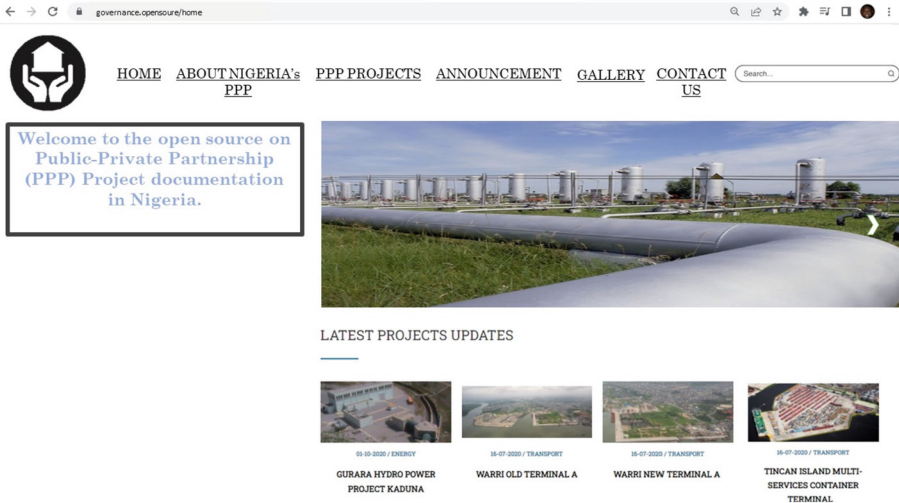 governance.opensoure/home
HOME
ABOUT NIGERIA's
PPP
PPP PROJECTS
ANNOUNCEMENT
GALLERY
CONTACT
US
Search...
Welcome to the open source on
Public-Private Partnership
(PPP) Project documentation
in Nigeria.
LATEST PROJECTS UPDATES
01-10-2020 / ENERGY
GURARA HYDRO POWER
PROJECT KADUNA
16-07-2020 / TRANSPORT
WARRI OLD TERMINAL A
16-07-2020 / TRANSPORT
WARRI NEW TERMINAL A
16-07-2020 / TRANSPORT
TINCAN ISLAND MULTI-
SERVICES CONTAINER
TERMINAL